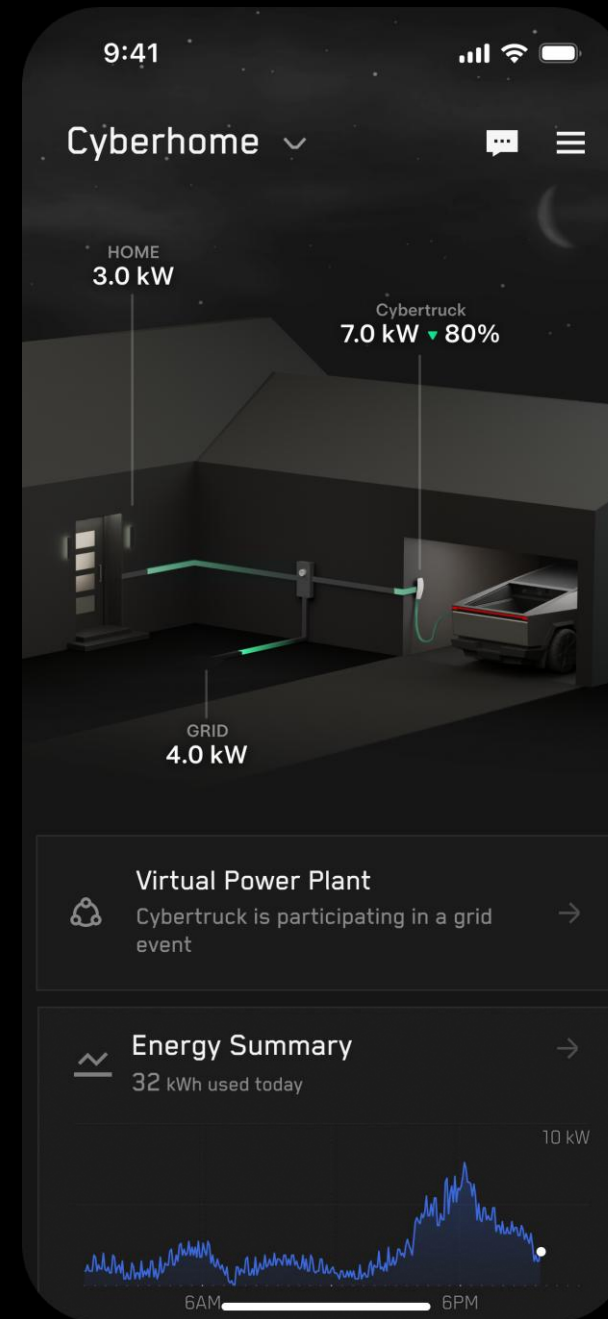 9:41
Cyberhome
HOME
3.0 kW
Cybertruck
7.0 kW ▼ 80%
GRID
4.0 kW
Virtual Power Plant
Cybertruck is participating in a grid
event
Energy Summary
32 kWh used today
10 kW
6AM 6PM